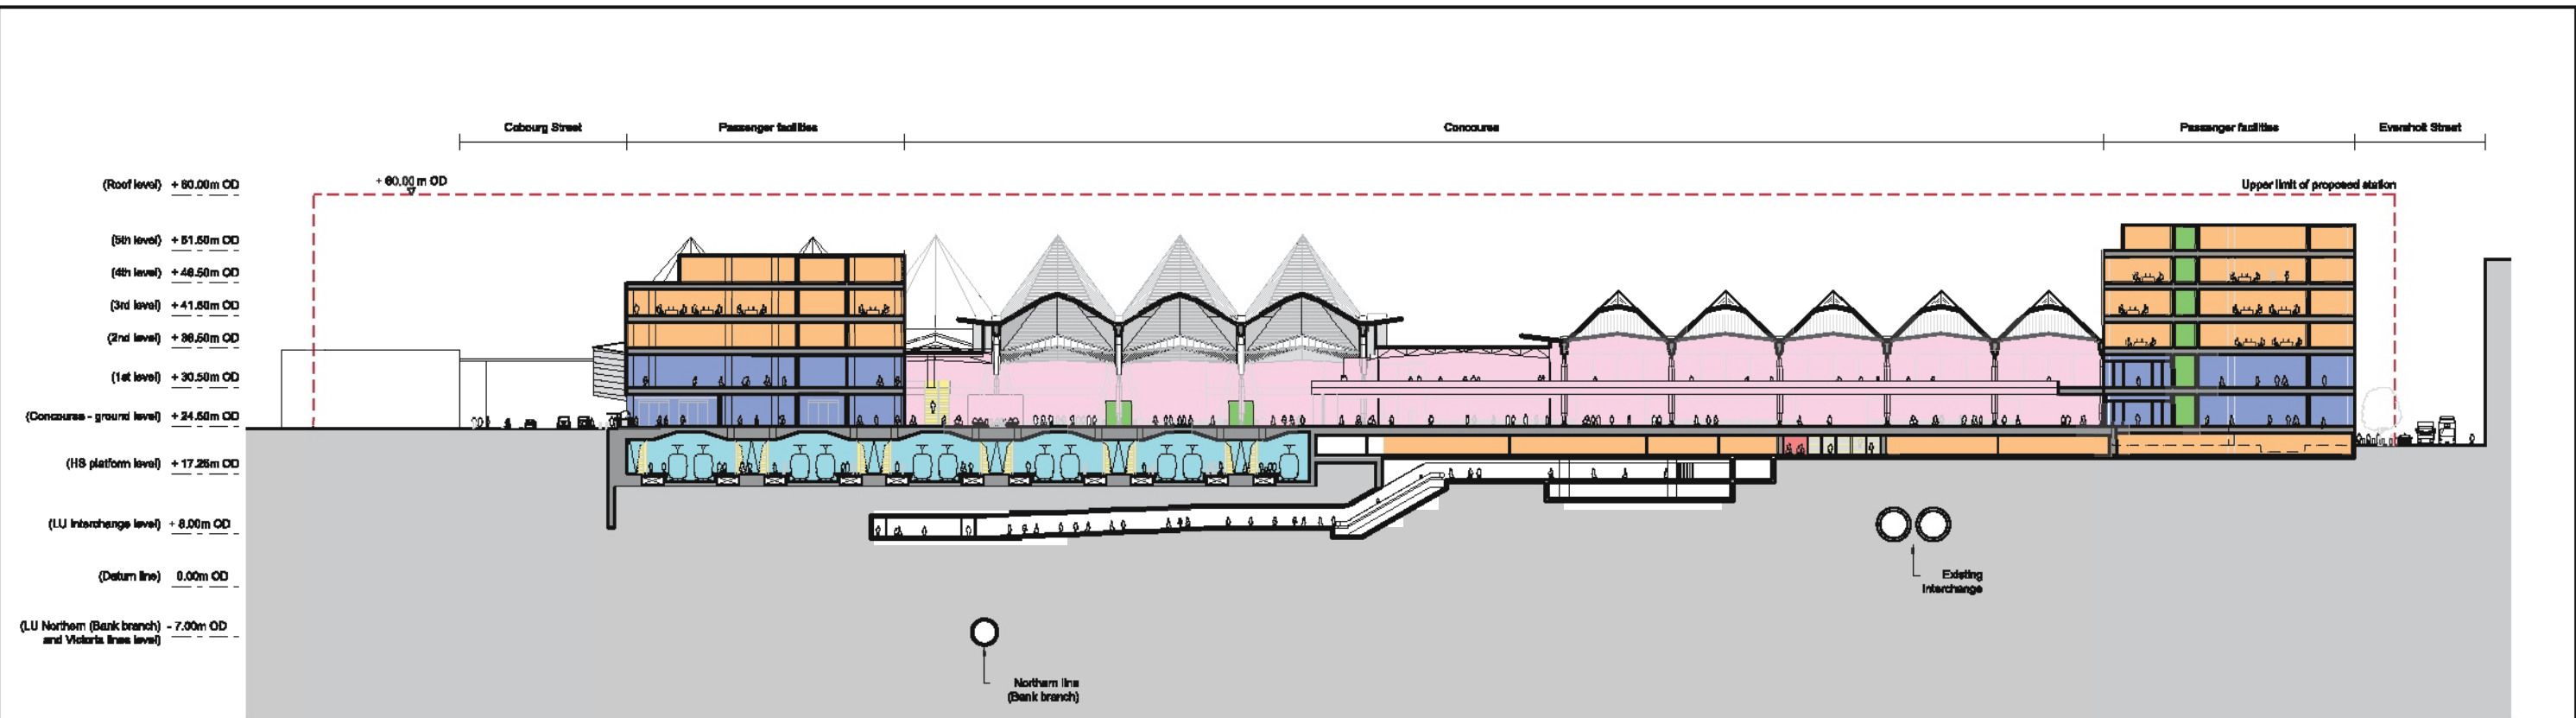 Cobourg Street
Passenger facilities
Concourse
Passenger facilities
Eversholt Street
(Roof level) + 60.00m OD
+ 60.00 m OD
Upper limit of proposed station
(5th level) + 51.50m OD
(4th level) + 46.50m OD
(3rd level) + 41.50m OD
(2nd level) + 36.50m OD
(1st level) + 30.50m OD
(Concourse - ground level) + 24.50m OD
(HS platform level) + 17.25m OD
(LU Interchange level) + 8.00m OD
(Datum line) 0.00m OD
Existing
Interchange
(LU Northern (Bank branch) - 7.00m OD
and Victoria lines level)
Northern line
(Bank branch)